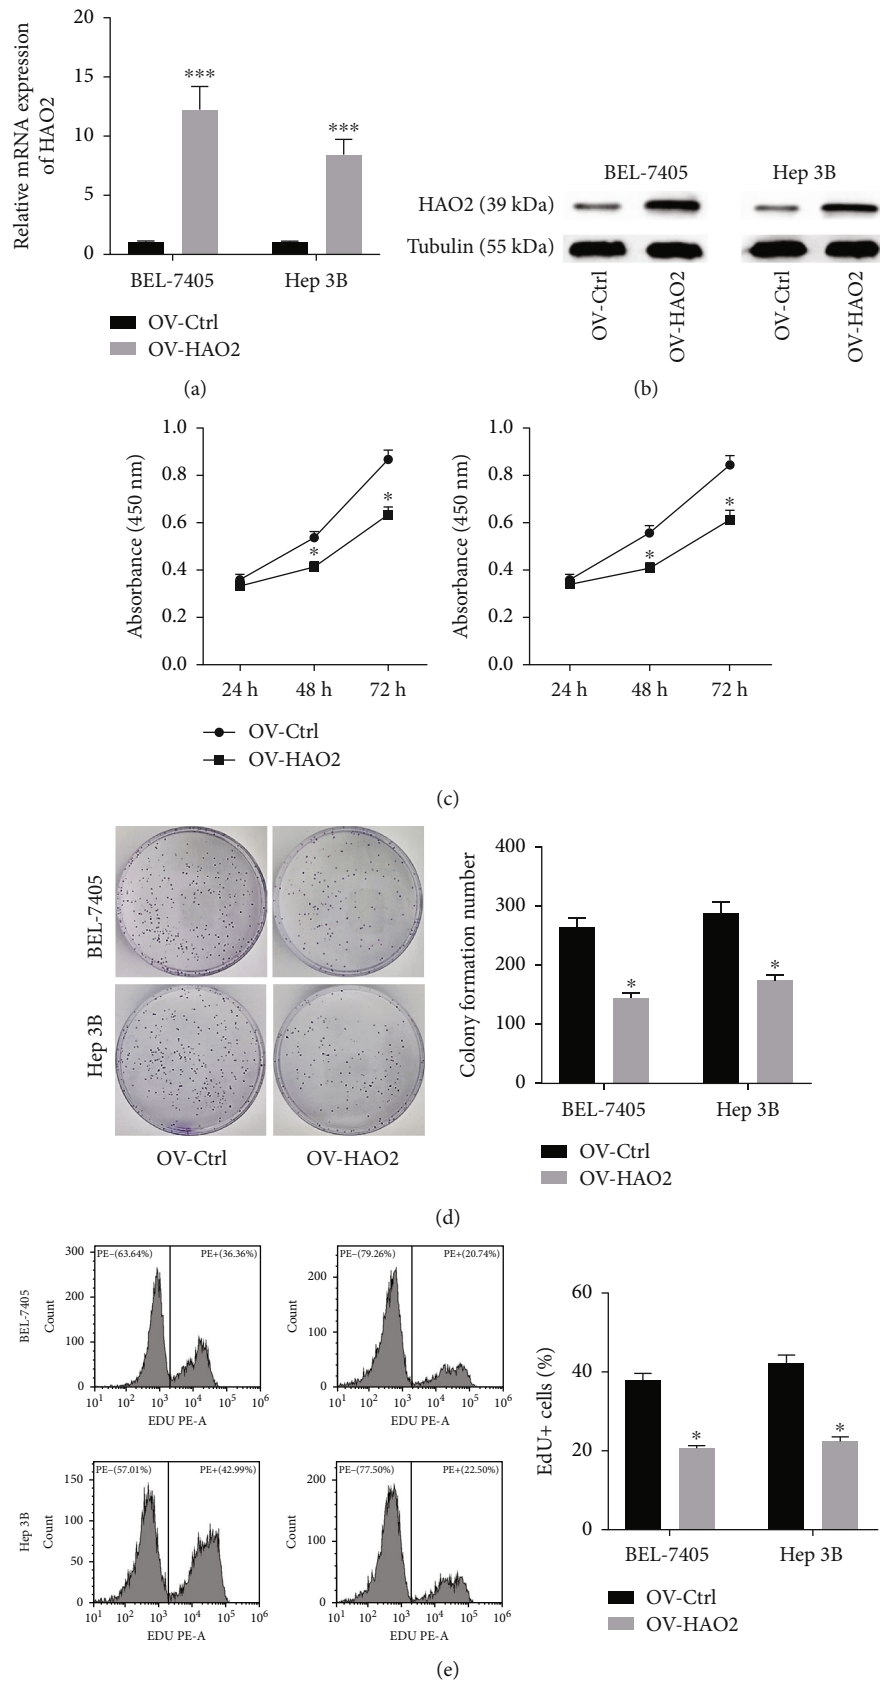 20
15
10
5
0
Relative mRNA expression
of HAO2
***
***
BEL-7405
Hep 3B
OV-Ctrl
OV-HAO2
(a)
BEL-7405
Hep 3B
HAO2 (39 kDa)
Tubulin (55 kDa)
OV-Ctrl
OV-HAO2
OV-Ctrl
OV-HAO2
(b)
1.0
0.8
0.6
0.4
0.2
0.0
Absorbance (450 nm)
*
*
24 h
48 h
72 h
1.0
0.8
0.6
0.4
0.2
0.0
Absorbance (450 nm)
*
*
24 h
48 h
72 h
OV-Ctrl
OV-HAO2
(c)
BEL-7405
Hep 3B
OV-Ctrl
OV-HAO2
400
300
200
100
0
Colony formation number
*
*
BEL-7405
Hep 3B
OV-Ctrl
OV-HAO2
(d)
BEL-7405
PE−(63.64%)
PE+(36.36%)
300
200
100
0
Count
10¹ 10² 10³ 10⁴ 10⁵ 10⁶
EDU PE-A
PE−(79.26%)
PE+(20.74%)
200
100
0
Count
10¹ 10² 10³ 10⁴ 10⁵ 10⁶
EDU PE-A
Hep 3B
PE−(57.01%)
PE+(42.99%)
150
100
50
0
Count
10¹ 10² 10³ 10⁴ 10⁵ 10⁶
EDU PE-A
PE−(77.50%)
PE+(22.50%)
200
100
0
Count
10¹ 10² 10³ 10⁴ 10⁵ 10⁶
EDU PE-A
60
40
20
0
EdU+ cells (%)
*
*
BEL-7405
Hep 3B
OV-Ctrl
OV-HAO2
(e)